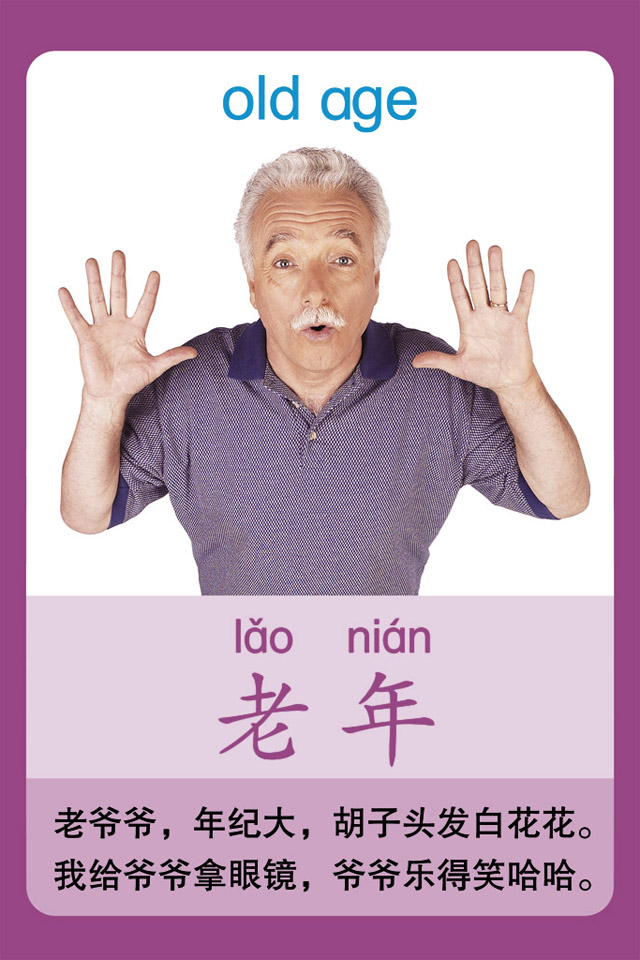 old age
lǎo nián
老年
老爷爷，年纪大，胡子头发白花花。
我给爷爷拿眼镜，爷爷乐得笑哈哈。